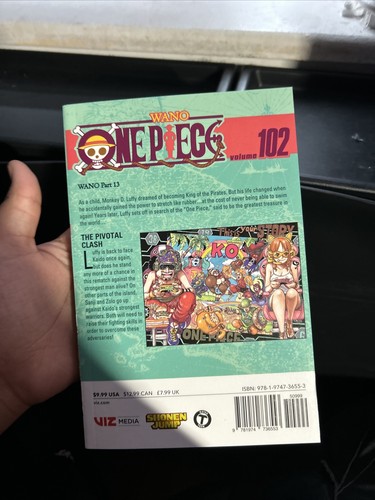 WANO
ONE PIECE
volume 102
WANO Part 13
As a child, Monkey D. Luffy dreamed of becoming King of the Pirates. But his life changed when
he accidentally gained the power to stretch like rubber...at the cost of never being able to swim
again! Years later, Luffy sets off in search of the "One Piece," said to be the greatest treasure in
the world...
THE PIVOTAL
CLASH
Luffy is back to face
Kaido once again,
but does he stand
any more of a chance in
this rematch against the
strongest man alive? On
other parts of the island,
Sanji and Zolo go up
against Kaido's strongest
warriors. Both will need to
raise their fighting skills in
order to overcome these
adversaries!
STORY
K.O.
ONE PIECE
$9.99 USA $12.99 CAN £7.99 UK
ISBN: 978-1-9747-3655-3
VIZ MEDIA
SHONEN
JUMP
T
9 781974 736553